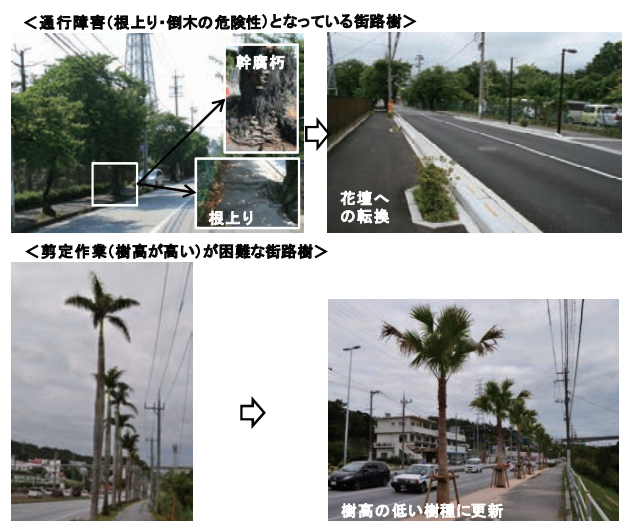 ＜通行障害(根上り・倒木の危険性)となっている街路樹＞
幹腐朽
根上り
花壇へ
の転換
＜剪定作業(樹高が高い)が困難な街路樹＞
樹高の低い樹種に更新